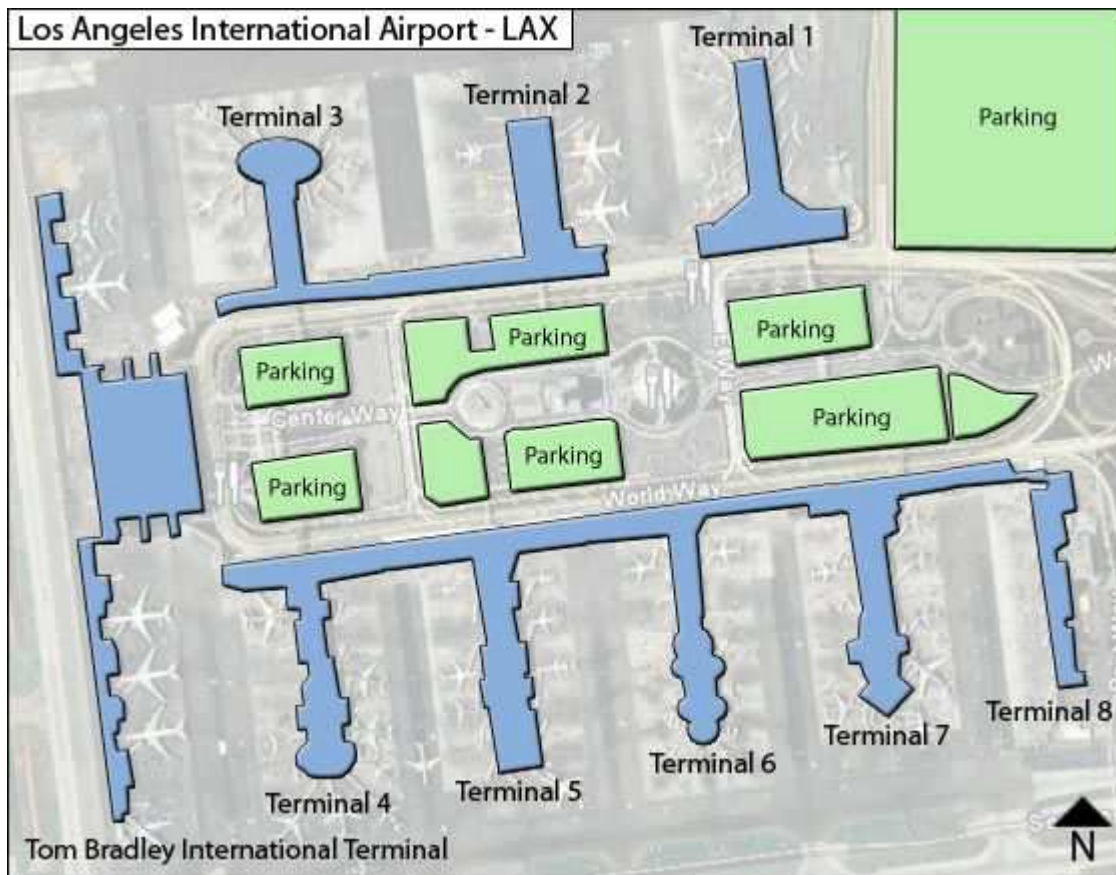 Los Angeles International Airport - LAX
Terminal 1
Terminal 2
Terminal 3
Parking
Parking
Parking
Parking
Center Way
Parking
Parking
Parking
World Way
Terminal 8
Terminal 7
Terminal 6
Terminal 5
Terminal 4
Tom Bradley International Terminal
N